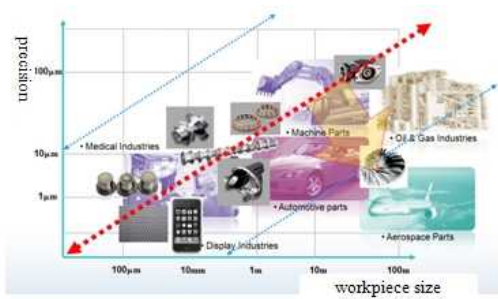 precision
100μm
10μm
1μm
• Medical Industries
• Machine Parts
• Oil & Gas Industries
• Automotive parts
• Display Industries
• Aerospace Parts
100μm
10mm
1m
10m
100m
workpiece size